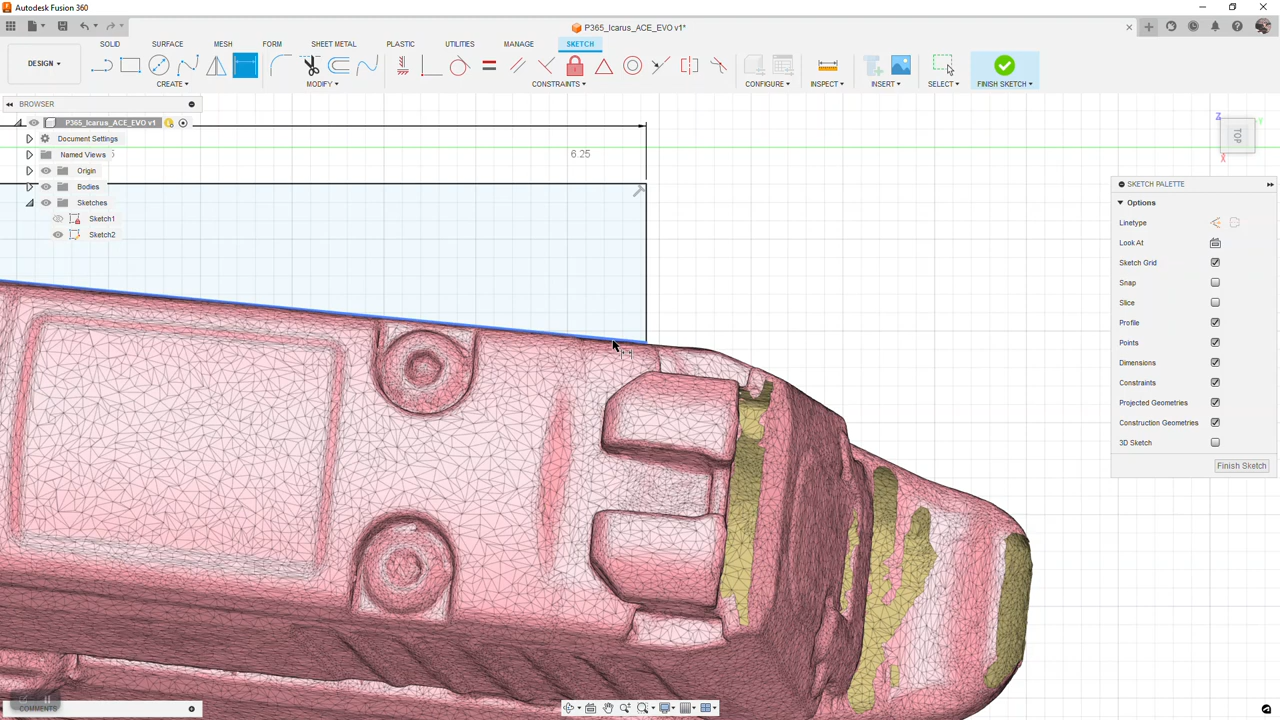 Autodesk Fusion 360
P365_Icarus_ACE_EVO v1*
SOLID SURFACE MESH FORM SHEET METAL PLASTIC UTILITIES MANAGE SKETCH
DESIGN
CREATE MODIFY CONSTRAINTS CONFIGURE INSPECT INSERT SELECT FINISH SKETCH
BROWSER
P365_Icarus_ACE_EVO v1
Document Settings
Named Views
Origin
Bodies
Sketches
Sketch1
Sketch2
6.25
Z
Y
TOP
X
SKETCH PALETTE
Options
Linetype
Look At
Sketch Grid
Snap
Slice
Profile
Points
Dimensions
Constraints
Projected Geometries
Construction Geometries
3D Sketch
Finish Sketch
COMMENTS